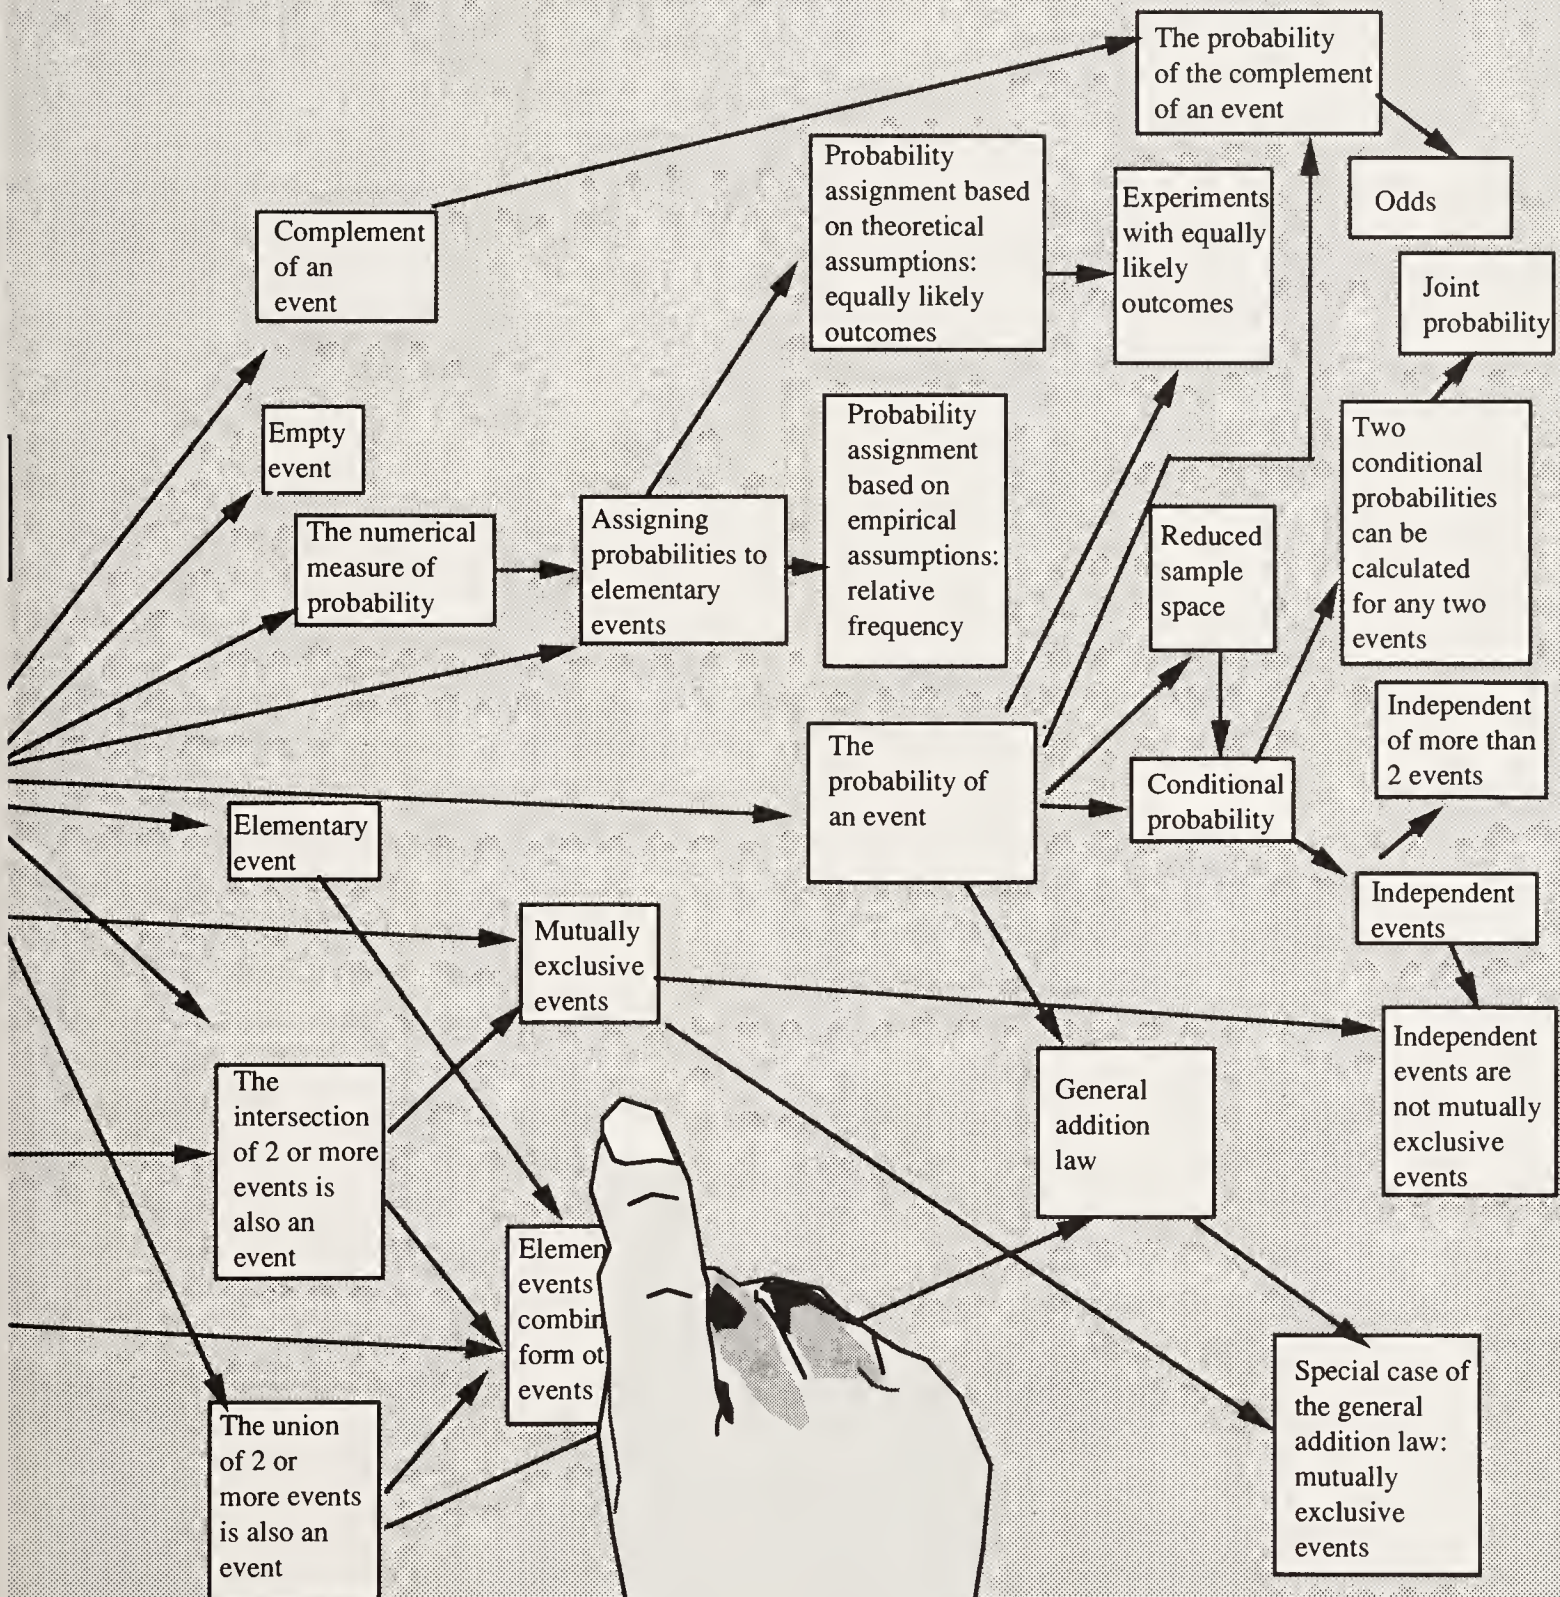 The probability
of the complement
of an event
Odds
Probability
assignment based
on theoretical
assumptions:
equally likely
outcomes
Experiments
with equally
likely
outcomes
Complement
of an
event
Joint
probability
Empty
event
Probability
assignment
based on
empirical
assumptions:
relative
frequency
Two
conditional
probabilities
can be
calculated
for any two
events
The numerical
measure of
probability
Assigning
probabilities to
elementary
events
Reduced
sample
space
Independent
of more than
2 events
The
probability of
an event
Conditional
probability
Elementary
event
Independent
events
Mutually
exclusive
events
Independent
events are
not mutually
exclusive
events
The
intersection
of 2 or more
events is
also an
event
General
addition
law
Elemen
events
combin
form ot
events
Special case of
the general
addition law:
mutually
exclusive
events
The union
of 2 or
more events
is also an
event